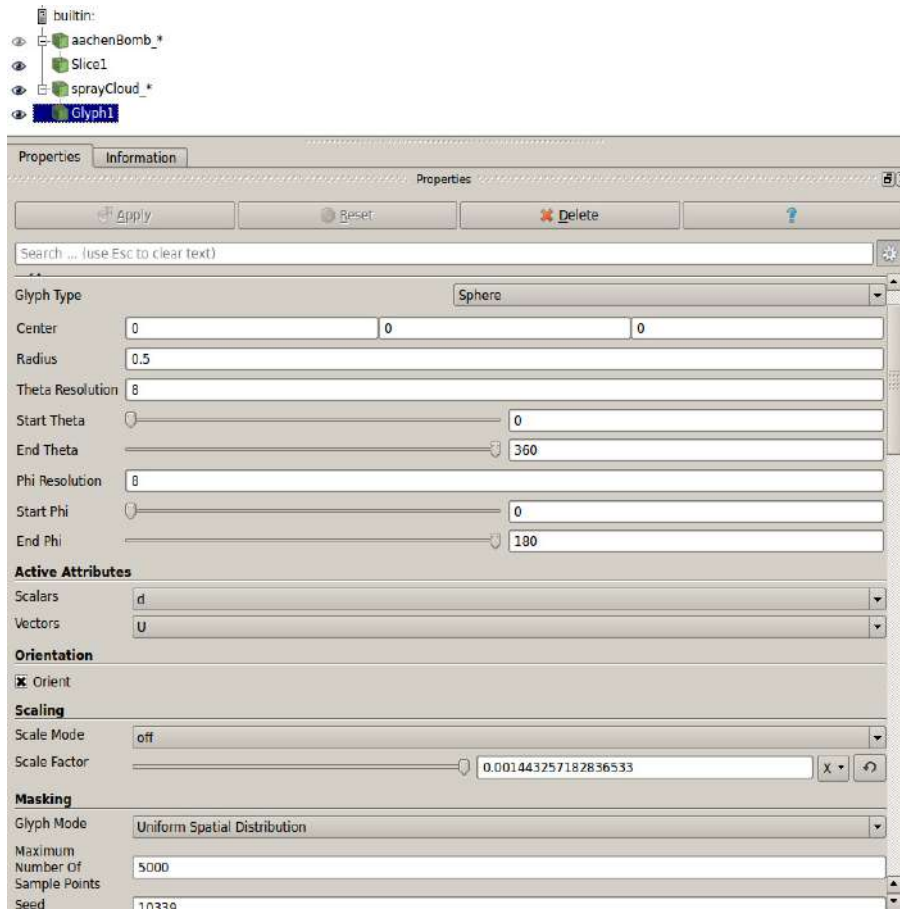 builtin:
aachenBomb_*
Slice1
sprayCloud_*
Glyph1
Properties Information
Properties
Apply Reset Delete ?
Search ... (use Esc to clear text)
Glyph Type Sphere
Center 0 0 0
Radius 0.5
Theta Resolution 8
Start Theta 0
End Theta 360
Phi Resolution 8
Start Phi 0
End Phi 180
Active Attributes
Scalars d
Vectors U
Orientation
Orient
Scaling
Scale Mode off
Scale Factor 0.001443257182836533 X
Masking
Glyph Mode Uniform Spatial Distribution
Maximum
Number Of 5000
Sample Points
Seed 10339